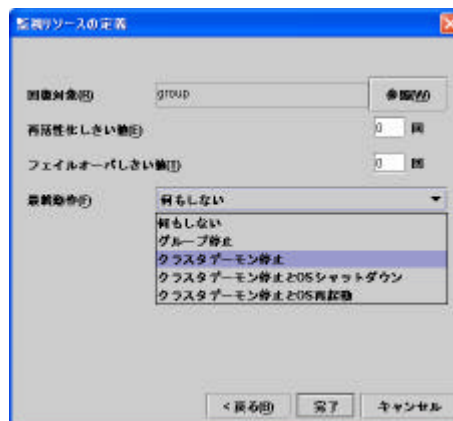 監視リソースの定義
回復対象(R) group 参照(W)
再活性化しきい値(E) 0 回
フェイルオーバしきい値(T) 0 回
最終動作(F) 何もしない
何もしない
グループ停止
クラスタデーモン停止
クラスタデーモン停止とOSシャットダウン
クラスタデーモン停止とOS再起動
< 戻る(B) 完了 キャンセル